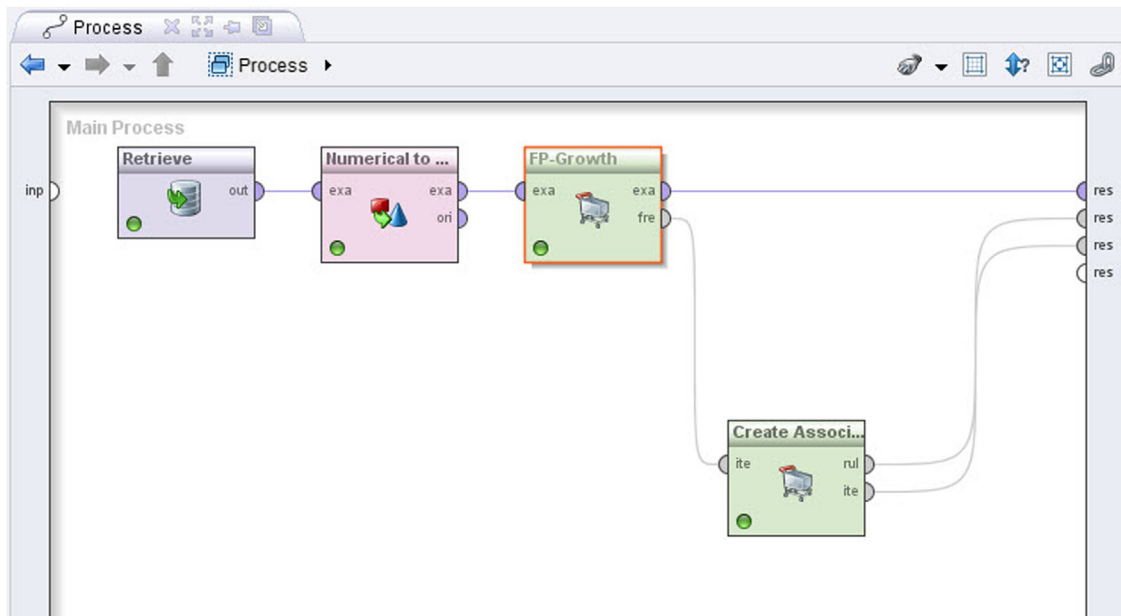 Process
Process
Main Process
Retrieve
out
Numerical to ...
exa
exa
ori
FP-Growth
exa
exa
fre
inp
res
res
res
res
Create Associ...
ite
rul
ite